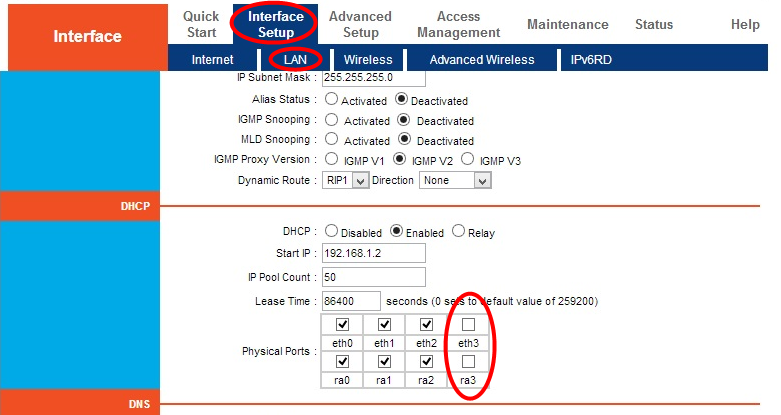 Interface
Quick Start
Interface Setup
Advanced Setup
Access Management
Maintenance
Status
Help
Internet
LAN
Wireless
Advanced Wireless
IPv6RD
IP Subnet Mask : 255.255.255.0
Alias Status : Activated Deactivated
IGMP Snooping : Activated Deactivated
MLD Snooping : Activated Deactivated
IGMP Proxy Version : IGMP V1 IGMP V2 IGMP V3
Dynamic Route : RIP1 Direction None
DHCP
DHCP : Disabled Enabled Relay
Start IP : 192.168.1.2
IP Pool Count : 50
Lease Time : 86400 seconds (0 sets to default value of 259200)
Physical Ports :
eth0 eth1 eth2 eth3
ra0 ra1 ra2 ra3
DNS